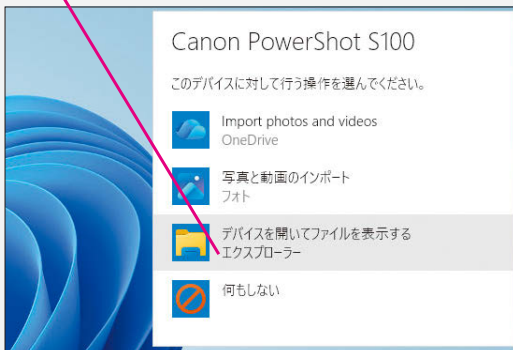 Canon PowerShot S100
このデバイスに対して行う操作を選んでください。
Import photos and videos
OneDrive
写真と動画のインポート
フォト
デバイスを開いてファイルを表示する
エクスプローラー
何もしない